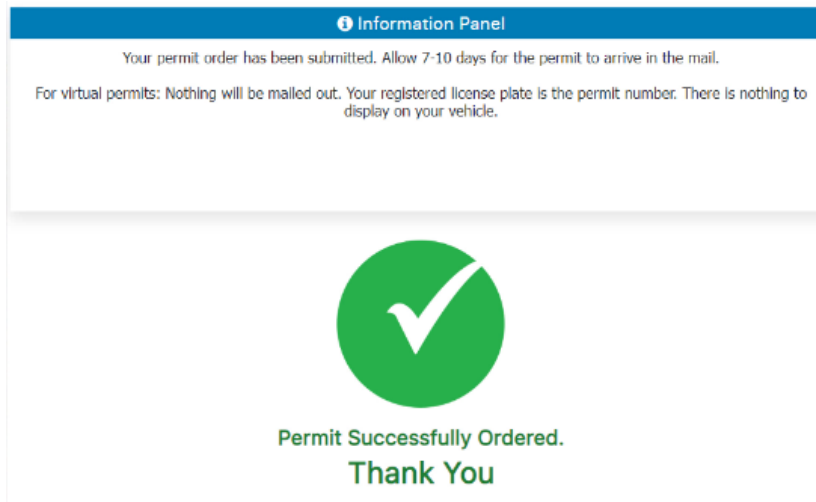 Information Panel
Your permit order has been submitted. Allow 7-10 days for the permit to arrive in the mail.
For virtual permits: Nothing will be mailed out. Your registered license plate is the permit number. There is nothing to
display on your vehicle.
Permit Successfully Ordered.
Thank You